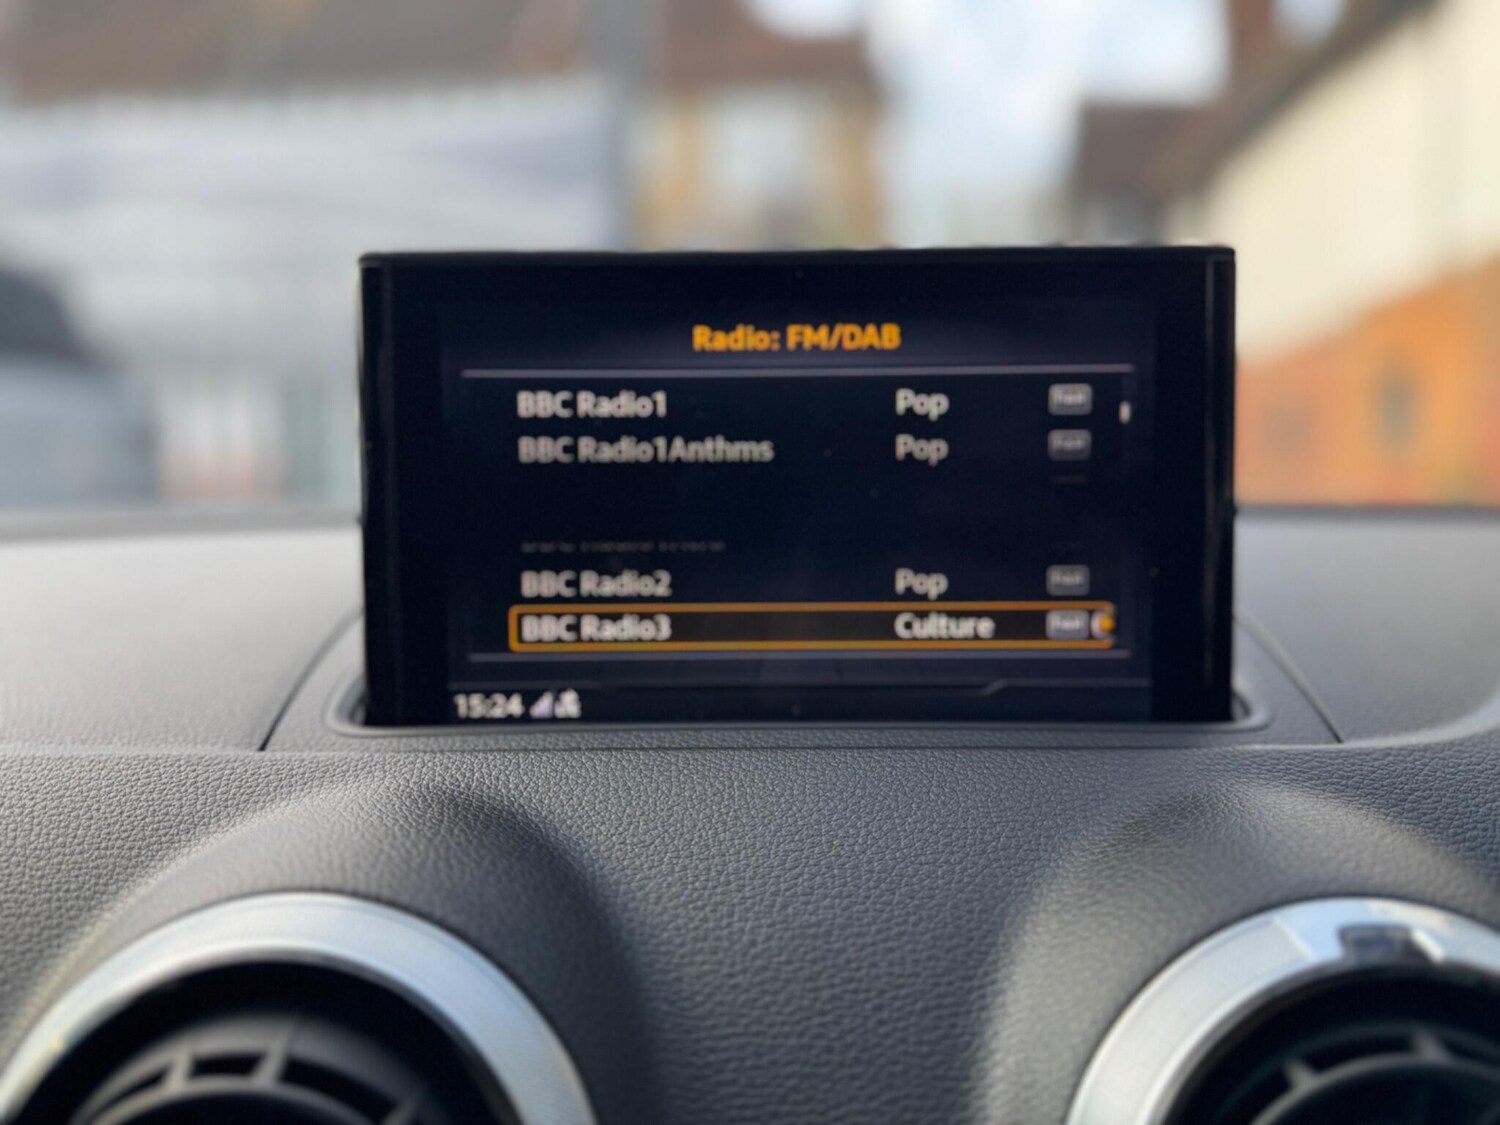 Radio: FM/DAB
BBC Radio1 Pop
BBC Radio1Anthms Pop
BBC Radio2 Pop
BBC Radio3 Culture
15:24